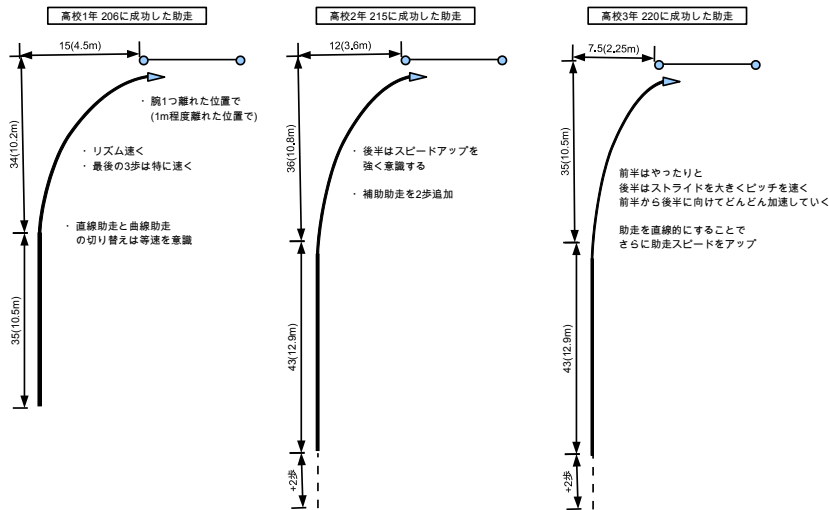 高校1年 206に成功した助走
15(4.5m)
34(10.2m)
・ 腕1つ離れた位置で
(1m程度離れた位置で)
・ リズム速く
・ 最後の3歩は特に速く
・ 直線助走と曲線助走
の切り替えは等速を意識
35(10.5m)
高校2年 215に成功した助走
12(3.6m)
36(10.8m)
・ 後半はスピードアップを
強く意識する
・ 補助助走を2歩追加
43(12.9m)
+2歩
高校3年 220に成功した助走
7.5(2.25m)
35(10.5m)
前半はやったりと
後半はストライドを大きくピッチを速く
前半から後半に向けてどんどん加速していく
助走を直線的にすることで
さらに助走スピードをアップ
43(12.9m)
+2歩